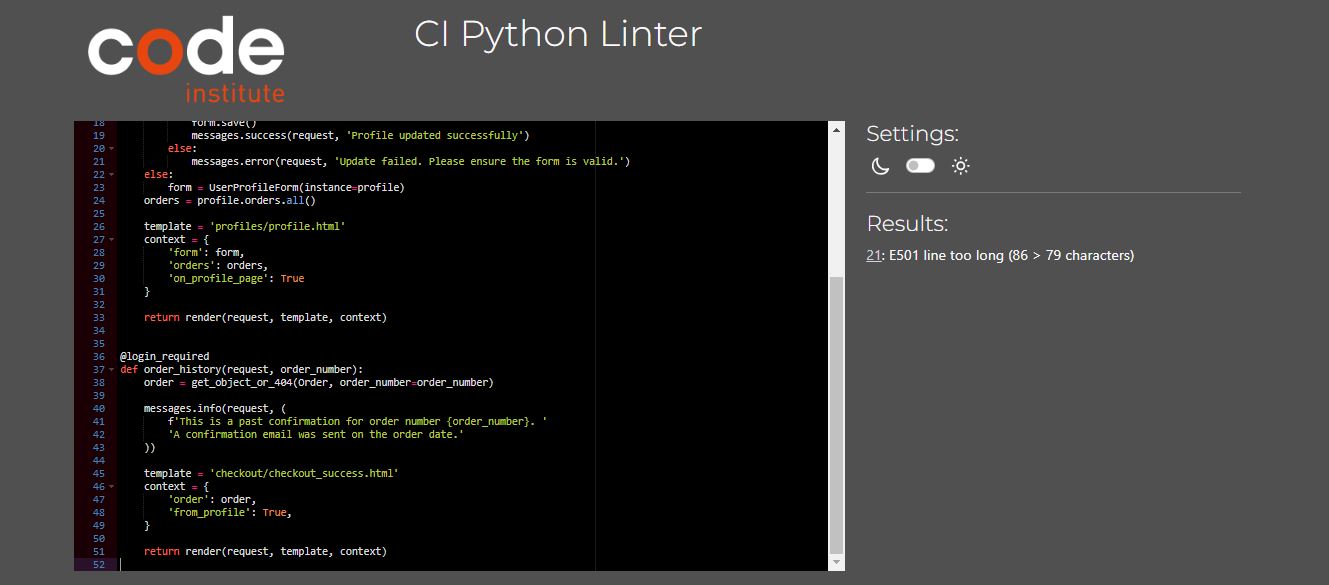 code
institute
CI Python Linter
18 form.save()
19 messages.success(request, 'Profile updated successfully')
20 else:
21 messages.error(request, 'Update failed. Please ensure the form is valid.')
22 else:
23 form = UserProfileForm(instance=profile)
24 orders = profile.orders.all()
25
26 template = 'profiles/profile.html'
27 context = {
28 'form': form,
29 'orders': orders,
30 'on_profile_page': True
31 }
32
33 return render(request, template, context)
34
35
36 @login_required
37 def order_history(request, order_number):
38 order = get_object_or_404(Order, order_number=order_number)
39
40 messages.info(request, (
41 f'This is a past confirmation for order number {order_number}. '
42 'A confirmation email was sent on the order date.'
43 ))
44
45 template = 'checkout/checkout_success.html'
46 context = {
47 'order': order,
48 'from_profile': True,
49 }
50
51 return render(request, template, context)
52
Settings:
Results:
21: E501 line too long (86 > 79 characters)